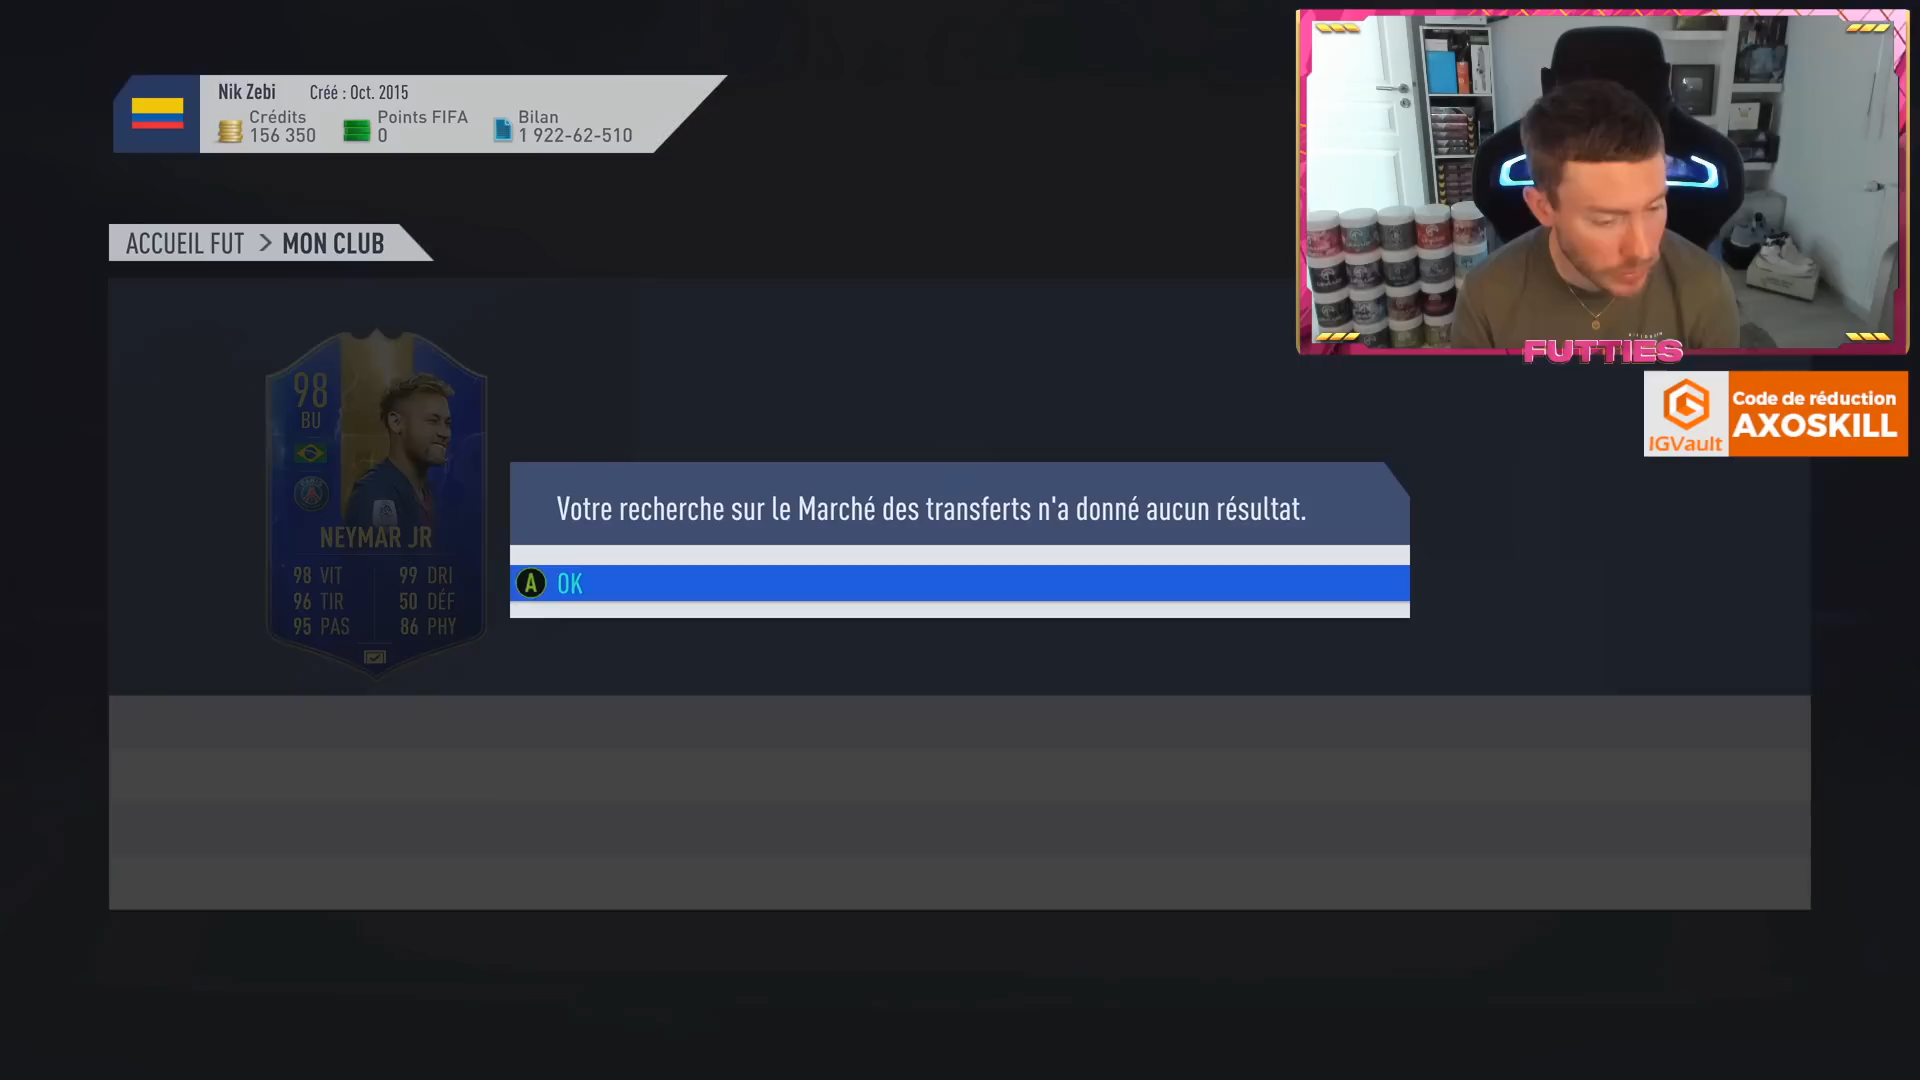 Nik Zebi Créé : Oct. 2015
Crédits
156 350
Points FIFA
0
Bilan
1 922-62-510
ACCUEIL FUT > MON CLUB
98
BU
NEYMAR JR
98 VIT 99 DRI
96 TIR 50 DÉF
95 PAS 86 PHY
Votre recherche sur le Marché des transferts n'a donné aucun résultat.
A OK
FUTTIES
IGVault
Code de réduction
AXOSKILL